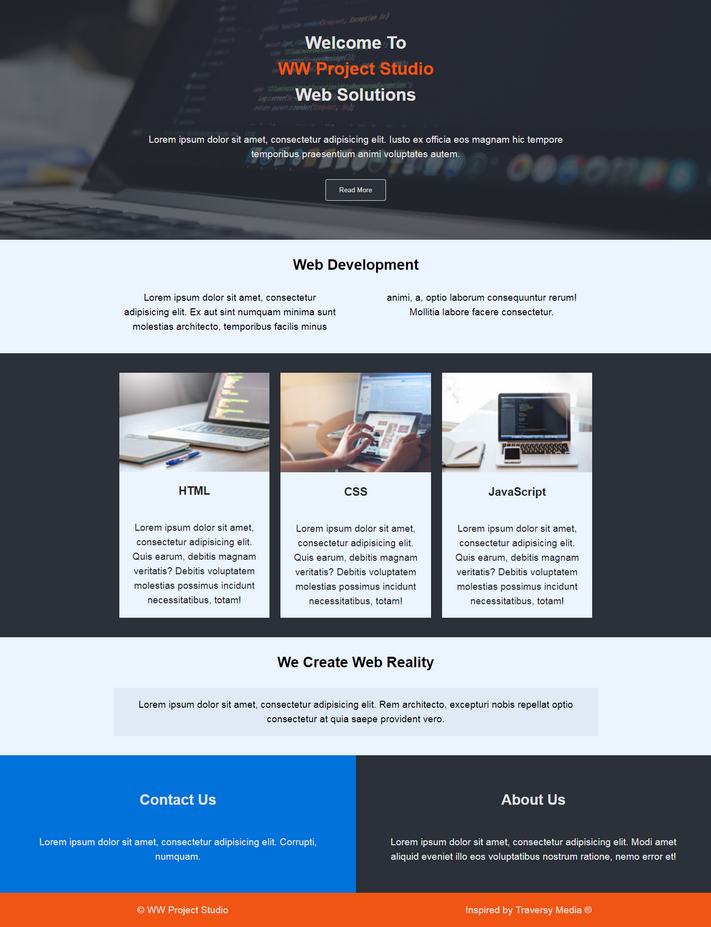 Welcome To
WW Project Studio
Web Solutions
Lorem ipsum dolor sit amet, consectetur adipisicing elit. Iusto ex officia eos magnam hic tempore
temporibus praesentium animi voluptates autem.
Read More
Web Development
Lorem ipsum dolor sit amet, consectetur
adipisicing elit. Ex aut sint numquam minima sunt
molestias architecto, temporibus facilis minus
animi, a, optio laborum consequuntur rerum!
Mollitia labore facere consectetur.
HTML
Lorem ipsum dolor sit amet,
consectetur adipisicing elit.
Quis earum, debitis magnam
veritatis? Debitis voluptatem
molestias possimus incidunt
necessitatibus, totam!
CSS
Lorem ipsum dolor sit amet,
consectetur adipisicing elit.
Quis earum, debitis magnam
veritatis? Debitis voluptatem
molestias possimus incidunt
necessitatibus, totam!
JavaScript
Lorem ipsum dolor sit amet,
consectetur adipisicing elit.
Quis earum, debitis magnam
veritatis? Debitis voluptatem
molestias possimus incidunt
necessitatibus, totam!
We Create Web Reality
Lorem ipsum dolor sit amet, consectetur adipisicing elit. Rem architecto, excepturi nobis repellat optio
consectetur at quia saepe provident vero.
Contact Us
Lorem ipsum dolor sit amet, consectetur adipisicing elit. Corrupti,
numquam.
About Us
Lorem ipsum dolor sit amet, consectetur adipisicing elit. Modi amet
aliquid eveniet illo eos voluptatibus nostrum ratione, nemo error et!
© WW Project Studio
Inspired by Traversy Media ®